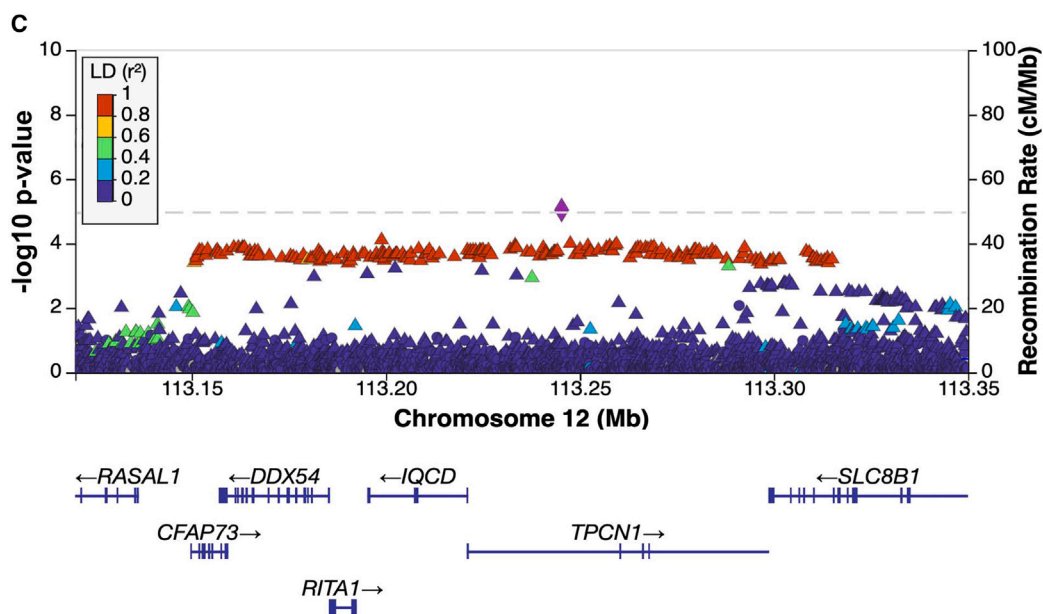 C
10
8
6
4
2
0
-log10 p-value
LD (r²)
1
0.8
0.6
0.4
0.2
0
100
80
60
40
20
0
Recombination Rate (cM/Mb)
113.15 113.20 113.25 113.30 113.35
Chromosome 12 (Mb)
←RASAL1 ←DDX54 ←IQCD ←SLC8B1
CFAP73→ TPCN1→
RITA1→